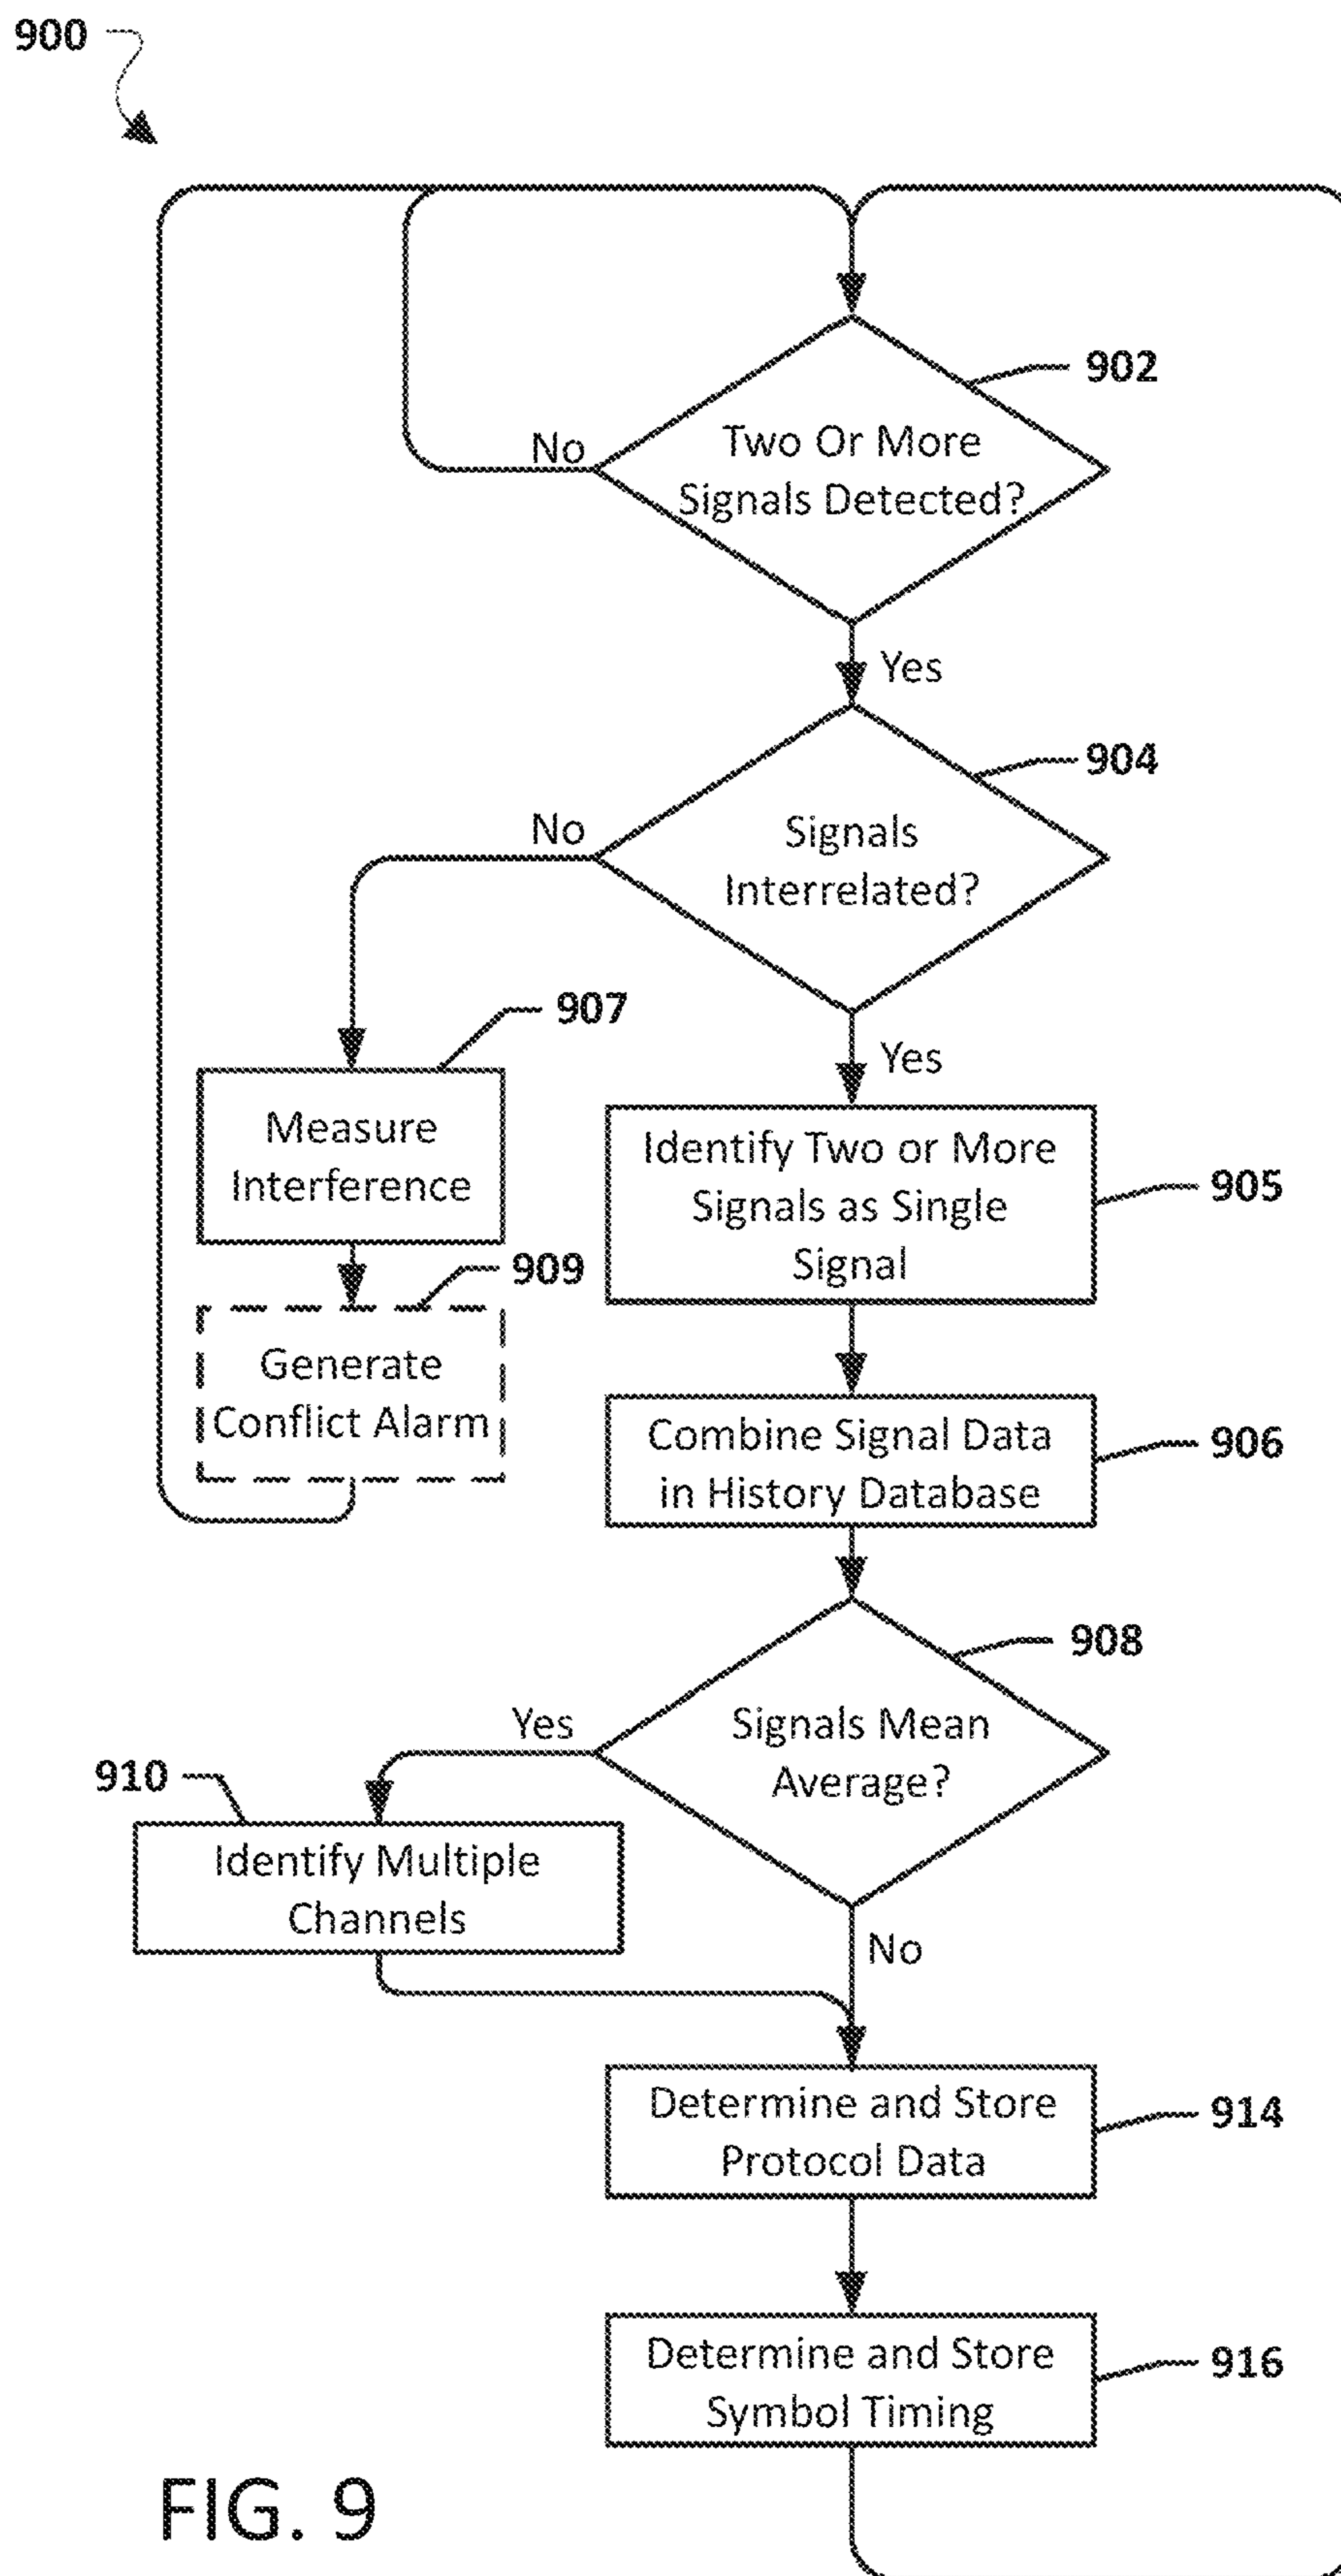 900
902
Two Or More
Signals Detected?
No
Yes
904
Signals
Interrelated?
No
Yes
907
Measure
Interference
905
Identify Two or More
Signals as Single
Signal
909
Generate
Conflict Alarm
906
Combine Signal Data
in History Database
908
Signals Mean
Average?
Yes
910
Identify Multiple
Channels
No
914
Determine and Store
Protocol Data
916
Determine and Store
Symbol Timing
FIG. 9